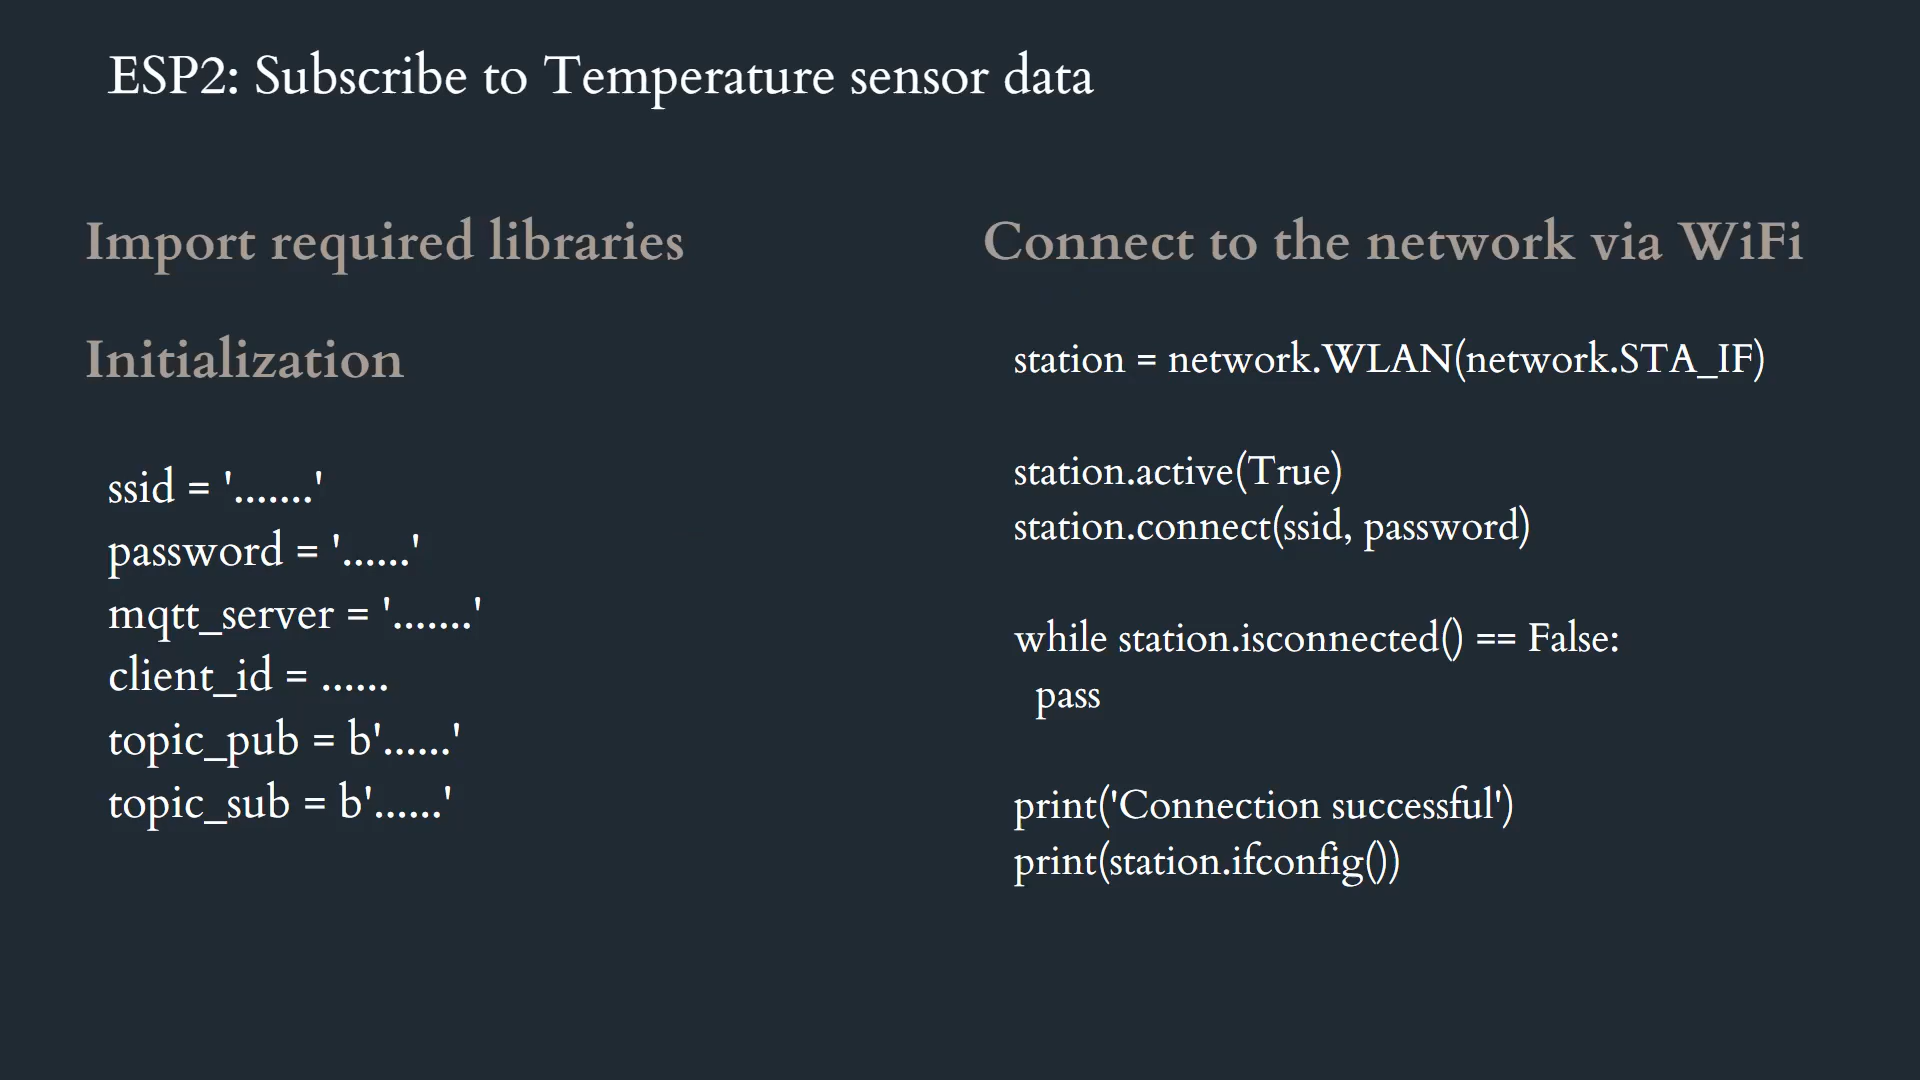 ESP2: Subscribe to Temperature sensor data
Import required libraries
Initialization
ssid = '.......'
password = '......'
mqtt_server = '.......'
client_id = ......
topic_pub = b'......'
topic_sub = b'......'
Connect to the network via WiFi
station = network.WLAN(network.STA_IF)
station.active(True)
station.connect(ssid, password)
while station.isconnected() == False:
  pass
print('Connection successful')
print(station.ifconfig())